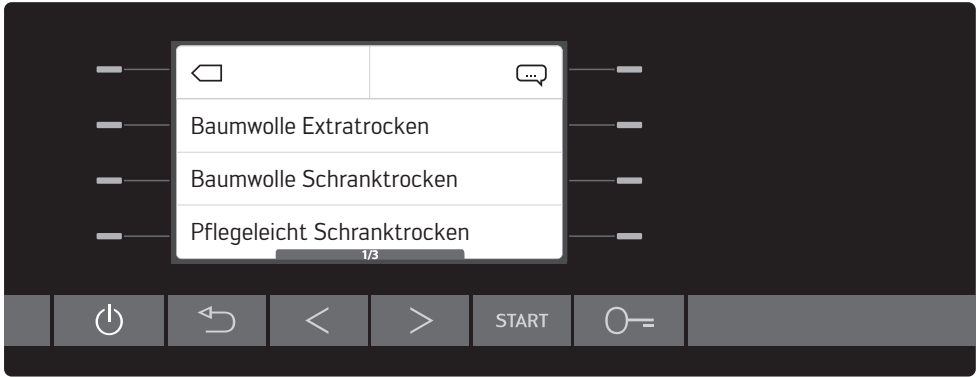 ...
Baumwolle Extratrocken
Baumwolle Schranktrocken
Pflegeleicht Schranktrocken
1/3
< > START